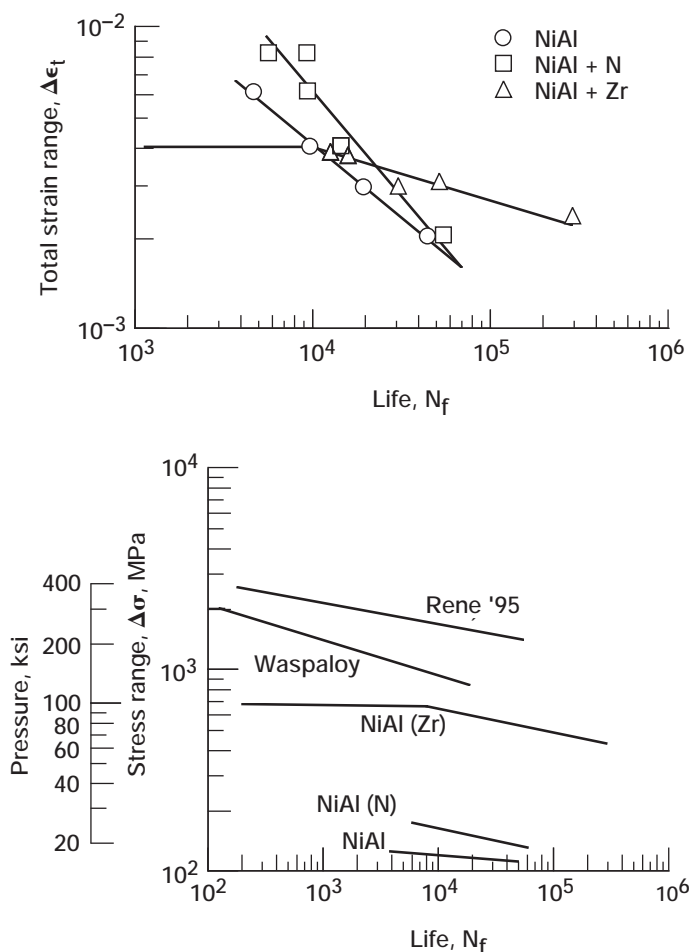 10⁻²
Total strain range, Δϵt
10⁻³
NiAl
NiAl + N
NiAl + Zr
10³ 10⁴ 10⁵ 10⁶
Life, Nf
Pressure, ksi
400
200
100
80
60
40
20
Stress range, Δσ, MPa
10⁴
10³
10²
Rene '95
Waspaloy
NiAl (Zr)
NiAl (N)
NiAl
10² 10³ 10⁴ 10⁵ 10⁶
Life, Nf